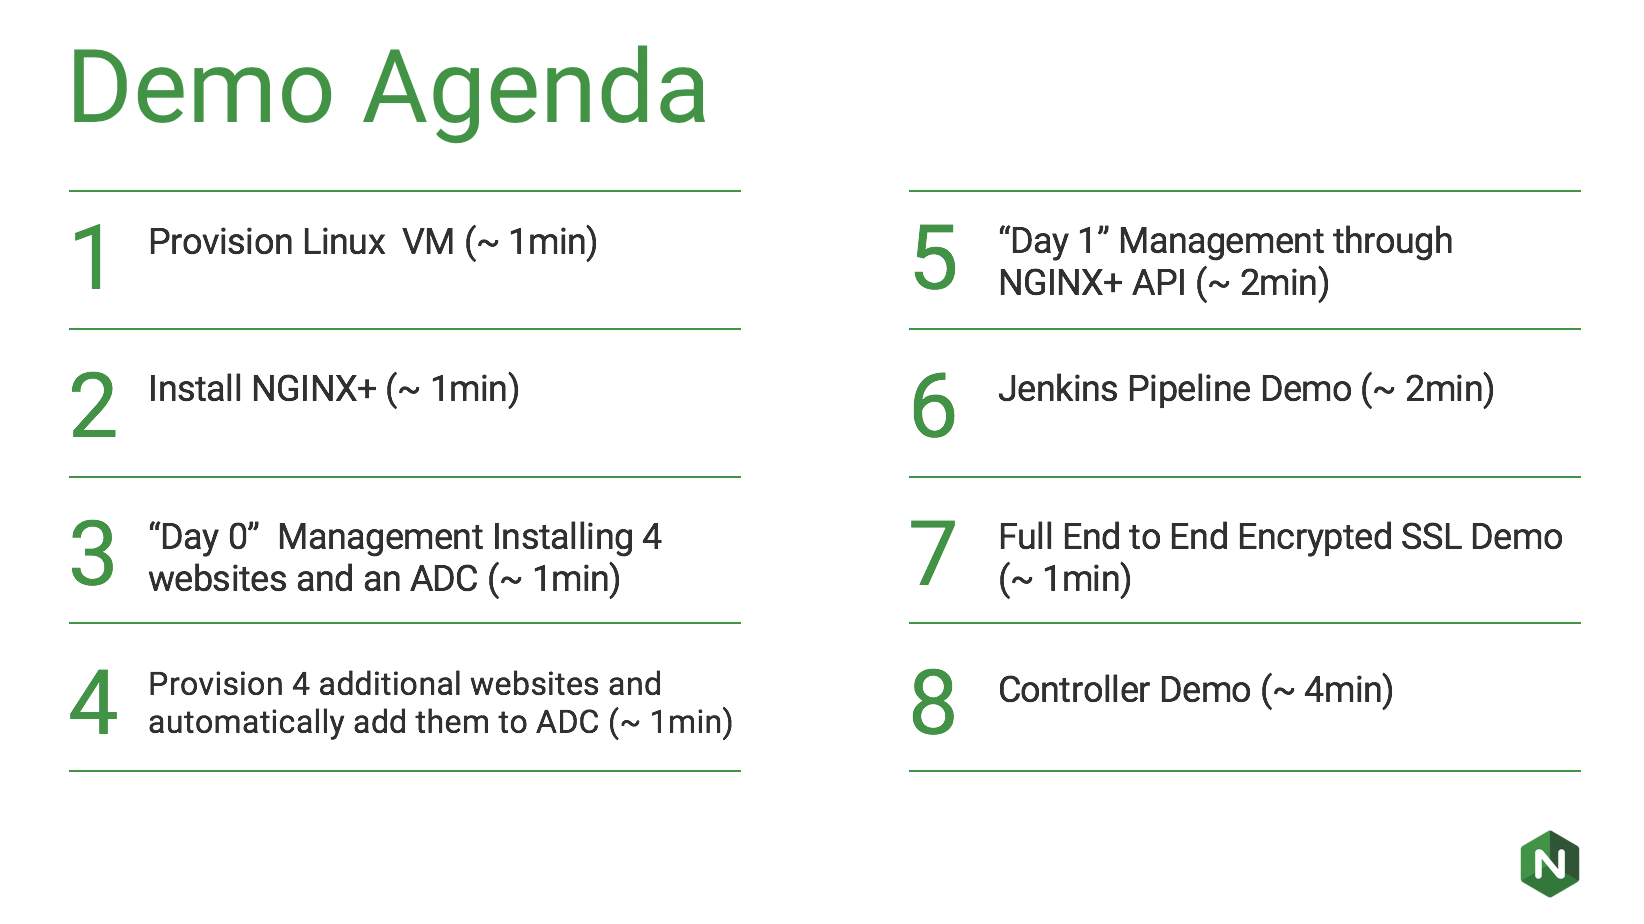 Demo Agenda
1
Provision Linux  VM (~ 1min)
2
Install NGINX+ (~ 1min)
3
“Day 0”  Management Installing 4
websites and an ADC (~ 1min)
4
Provision 4 additional websites and
automatically add them to ADC (~ 1min)
5
“Day 1” Management through
NGINX+ API (~ 2min)
6
Jenkins Pipeline Demo (~ 2min)
7
Full End to End Encrypted SSL Demo
(~ 1min)
8
Controller Demo (~ 4min)
N